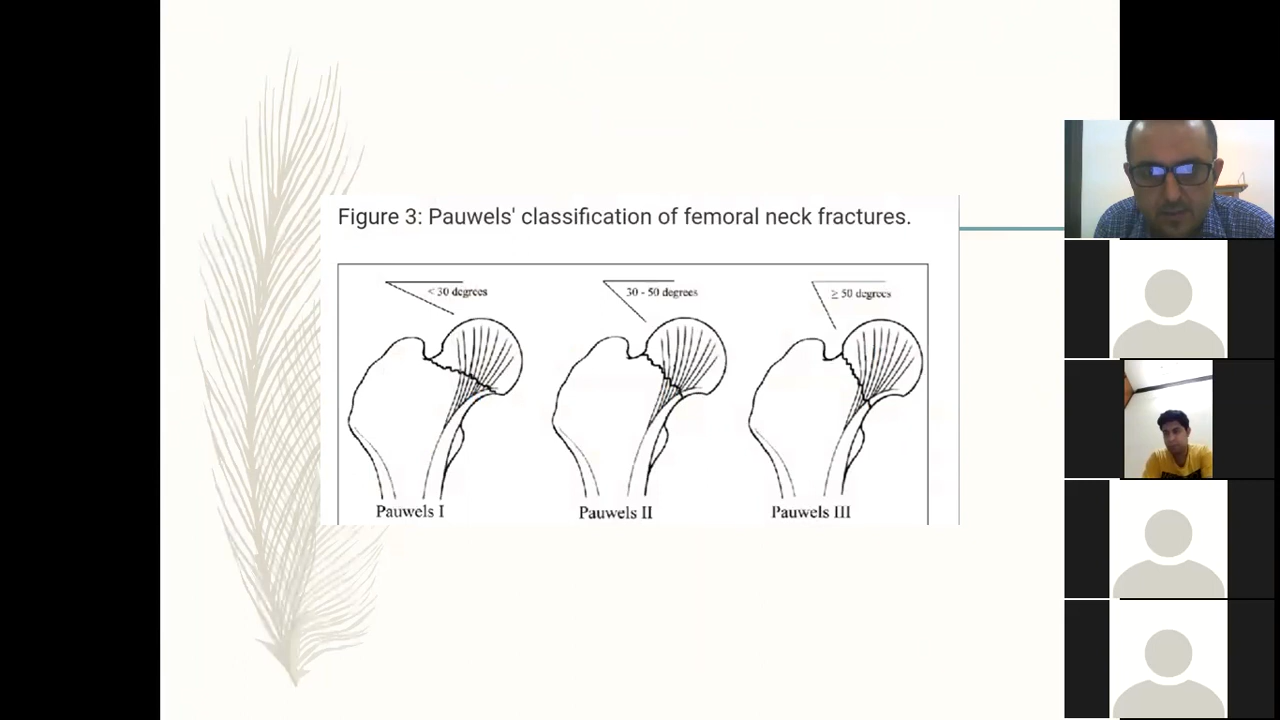 Figure 3: Pauwels' classification of femoral neck fractures.
< 30 degrees
30 - 50 degrees
≥ 50 degrees
Pauwels I
Pauwels II
Pauwels III